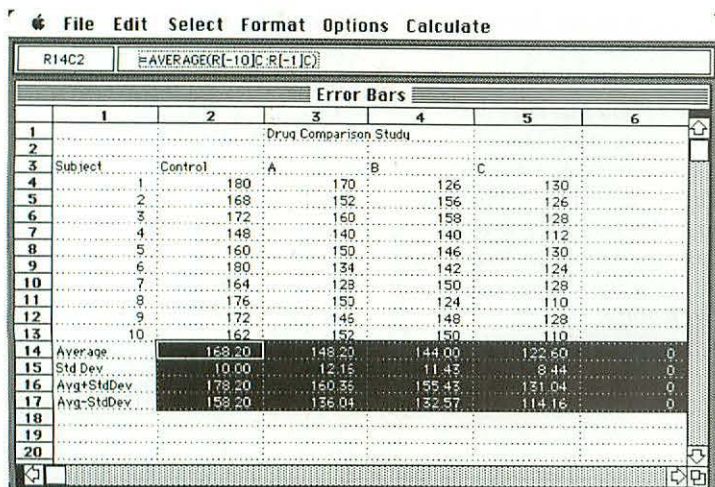 File Edit Select Format Options Calculate
R14C2 =AVERAGE(R[-10]C:R[-1]C)
Error Bars
1 2 3 4 5 6
1 Drug Comparison Study
2
3 Subject Control A B C
4 1 180 170 126 130
5 2 168 152 156 126
6 3 172 160 158 128
7 4 148 140 140 112
8 5 160 150 146 130
9 6 180 134 142 124
10 7 164 128 150 128
11 8 176 150 124 110
12 9 172 146 148 128
13 10 162 152 150 110
14 Average 168.20 148.20 144.00 122.60 0
15 Std Dev 10.00 12.16 11.43 8.44 0
16 Avg+StdDev 178.20 160.36 155.43 131.04 0
17 Avg-StdDev 158.20 136.04 132.57 114.16 0
18
19
20